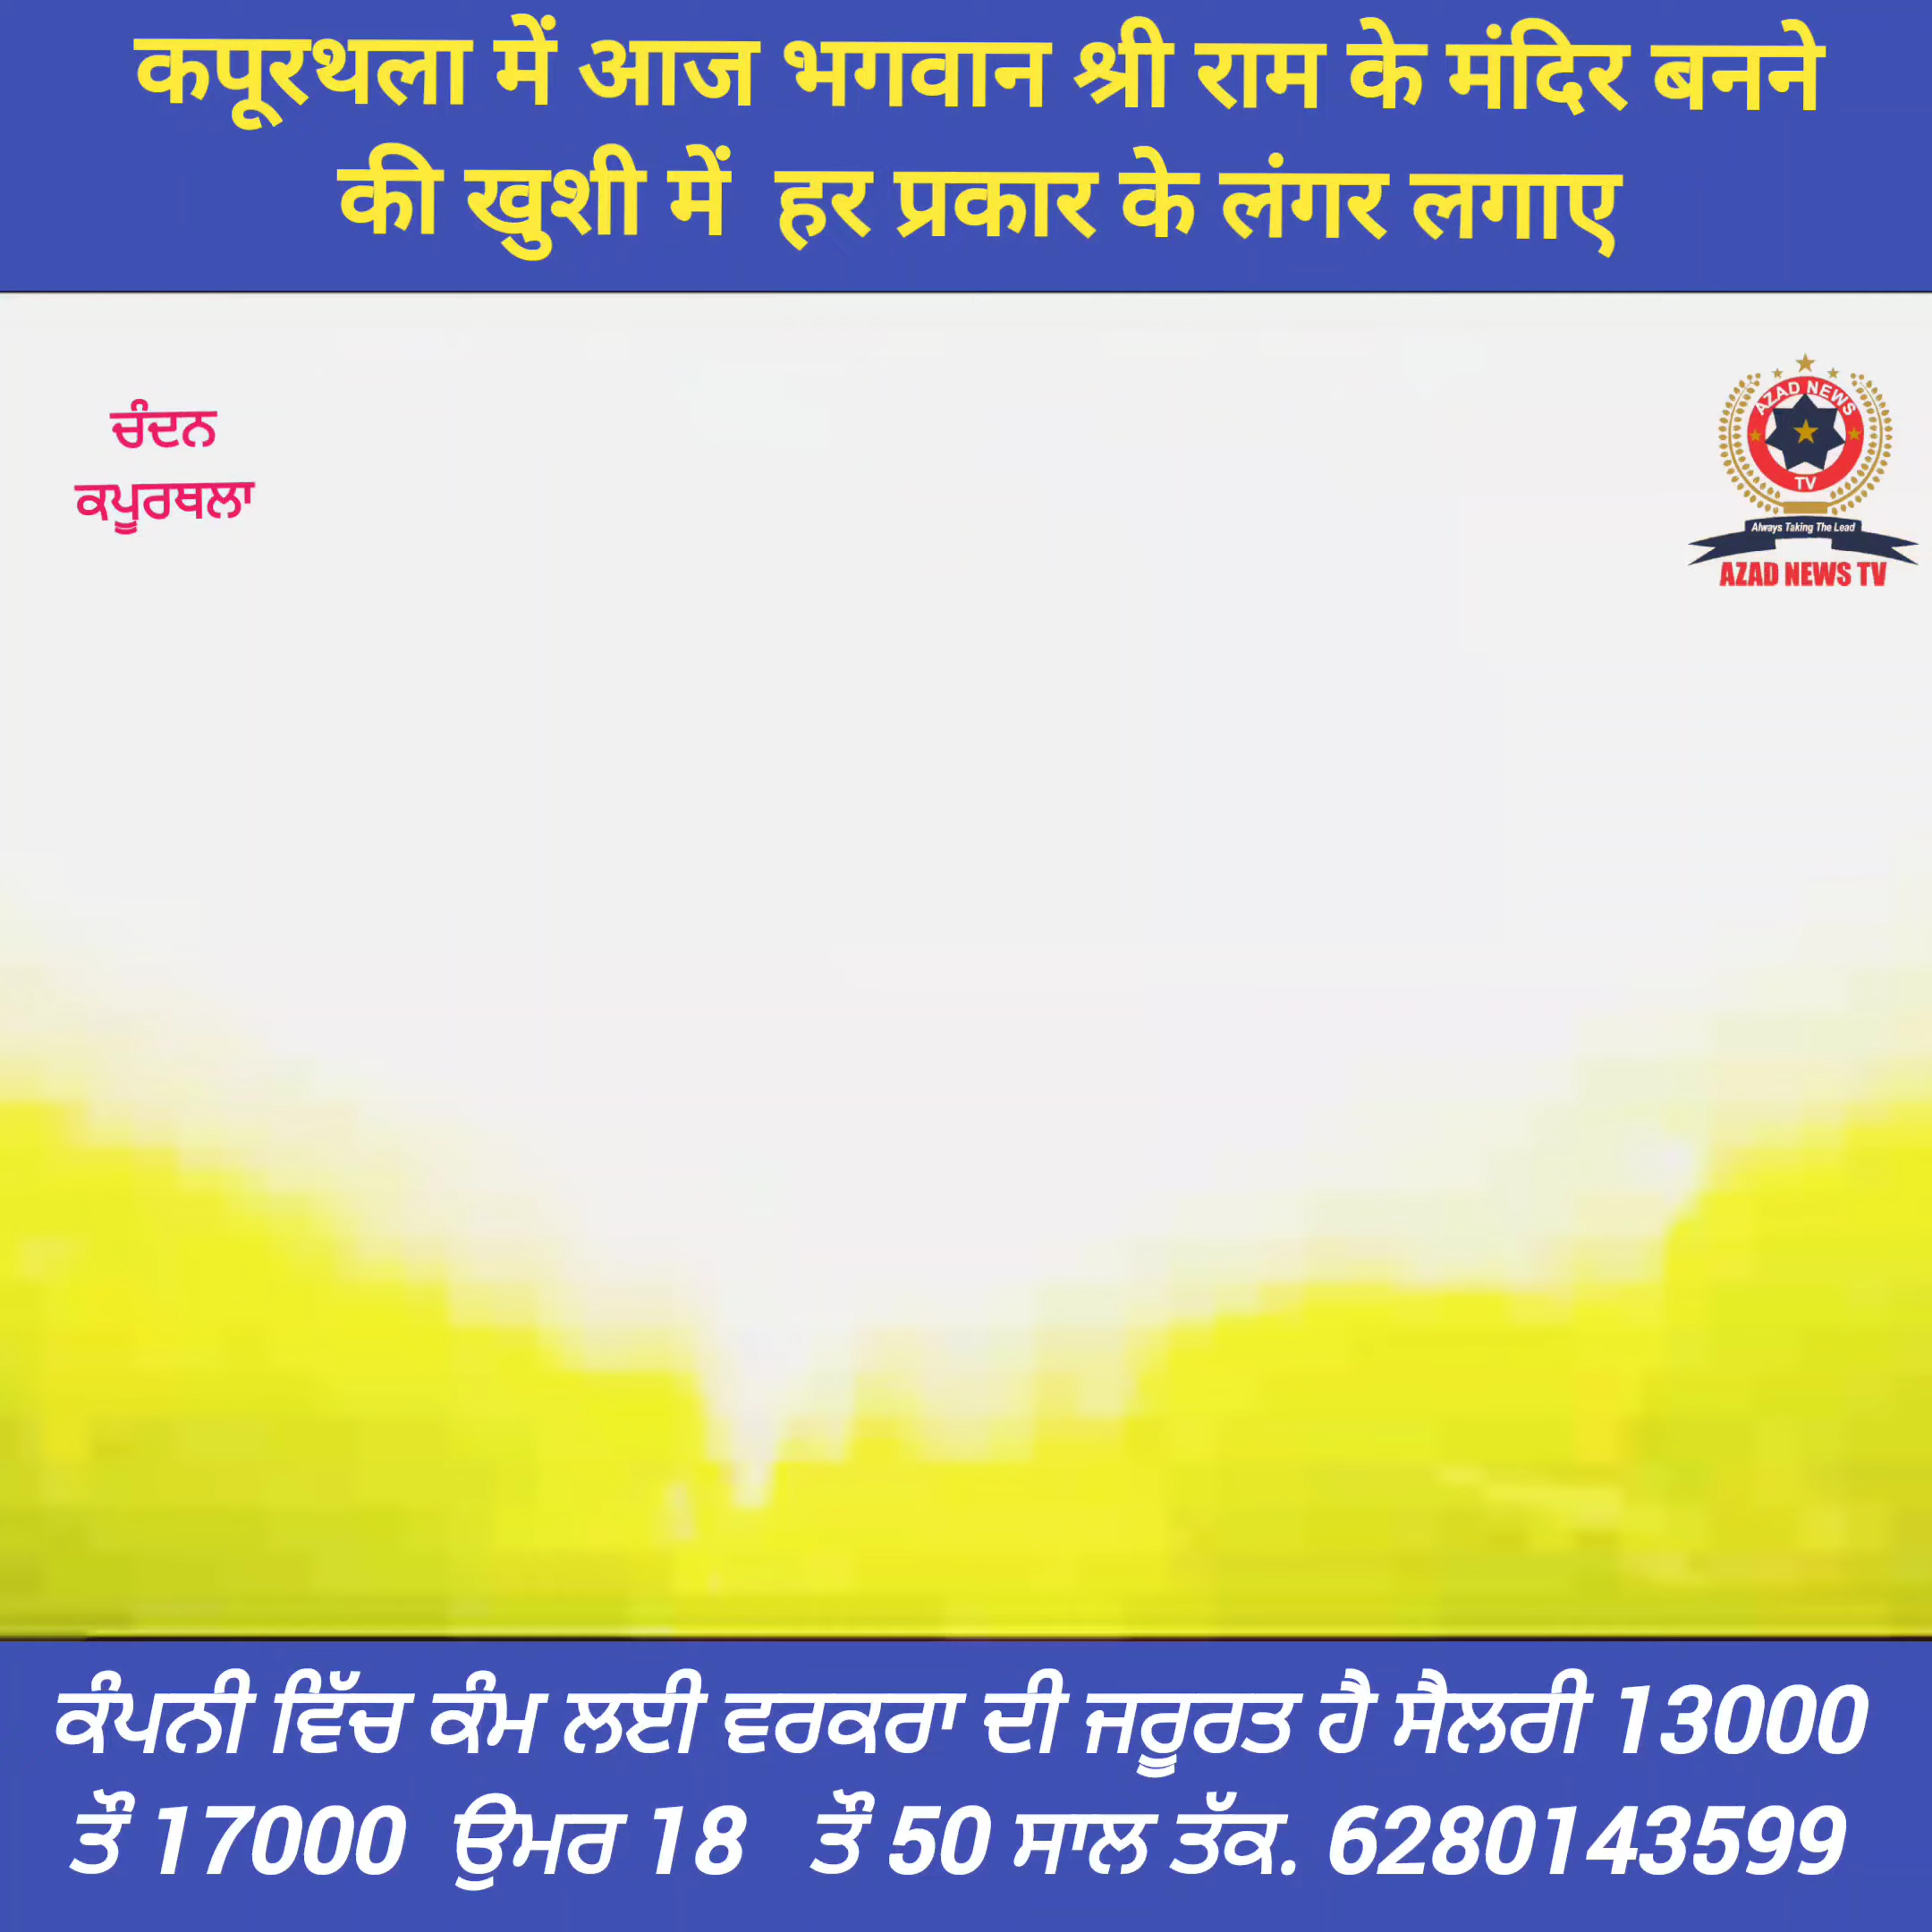 कपूरथला में आज भगवान श्री राम के मंदिर बनने
की खुशी में हर प्रकार के लंगर लगाए
ਚੰਦਨ
ਕਪੂਰਥਲਾ
AZAD NEWS
TV
Always Taking The Lead
AZAD NEWS TV
ਕੰਪਨੀ ਵਿੱਚ ਕੰਮ ਲਈ ਵਰਕਰਾ ਦੀ ਜਰੂਰਤ ਹੈ ਸੈਲਰੀ 13000
ਤੌ 17000 ਉਮਰ 18 ਤੌ 50 ਸਾਲ ਤੱਕ. 6280143599